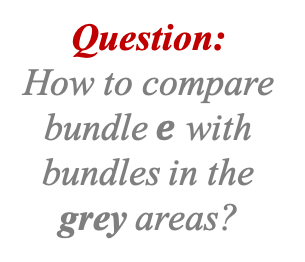 Question:
How to compare
bundle e with
bundles in the
grey areas?